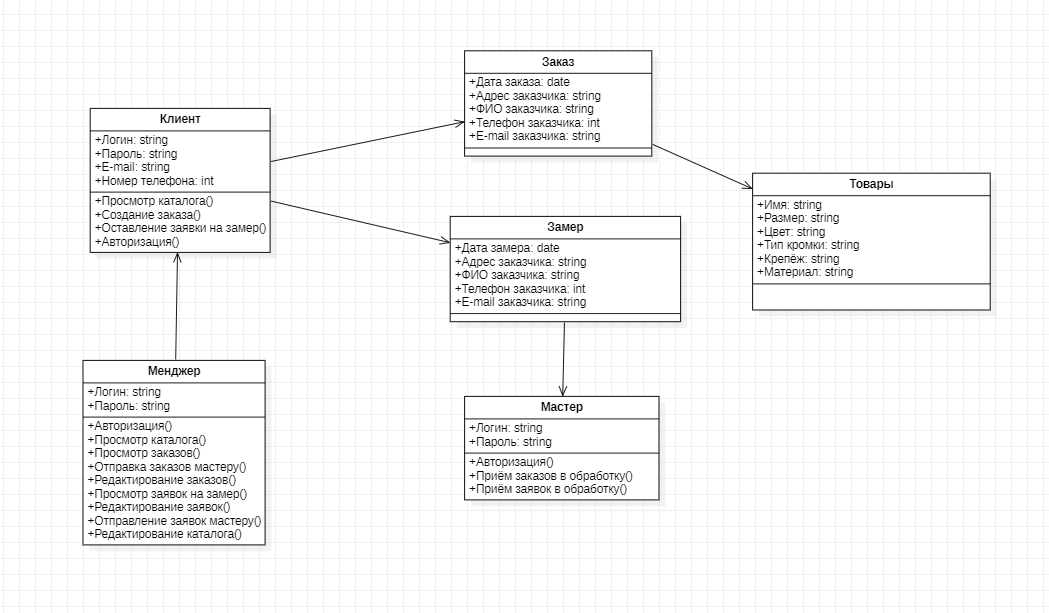 Клиент
+Логин: string
+Пароль: string
+E-mail: string
+Номер телефона: int
+Просмотр каталога()
+Создание заказа()
+Оставление заявки на замер()
+Авторизация()
Заказ
+Дата заказа: date
+Адрес заказчика: string
+ФИО заказчика: string
+Телефон заказчика: int
+E-mail заказчика: string
Товары
+Имя: string
+Размер: string
+Цвет: string
+Тип кромки: string
+Крепёж: string
+Материал: string
Замер
+Дата замера: date
+Адрес заказчика: string
+ФИО заказчика: string
+Телефон заказчика: int
+E-mail заказчика: string
Менджер
+Логин: string
+Пароль: string
+Авторизация()
+Просмотр каталога()
+Просмотр заказов()
+Отправка заказов мастеру()
+Редактирование заказов()
+Просмотр заявок на замер()
+Редактирование заявок()
+Отправление заявок мастеру()
+Редактирование каталога()
Мастер
+Логин: string
+Пароль: string
+Авторизация()
+Приём заказов в обработку()
+Приём заявок в обработку()